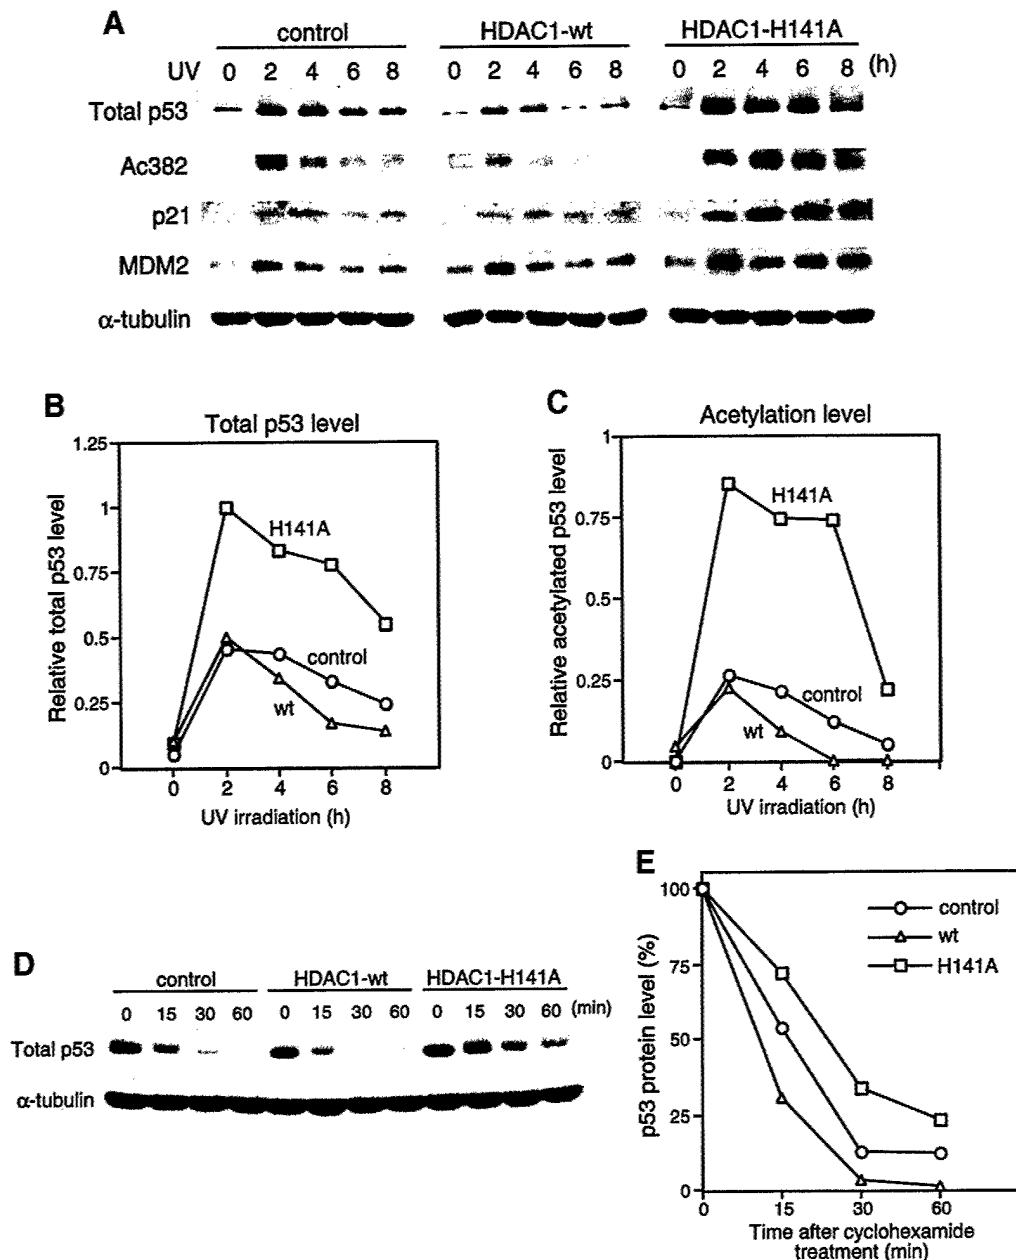 A
control
HDAC1-wt
HDAC1-H141A
UV 0 2 4 6 8 0 2 4 6 8 0 2 4 6 8 (h)
Total p53
Ac382
p21
MDM2
α-tubulin
B
Total p53 level
Relative total p53 level
1.25
1
0.75
0.5
0.25
0
H141A
control
wt
0 2 4 6 8
UV irradiation (h)
C
Acetylation level
Relative acetylated p53 level
1
0.75
0.5
0.25
0
H141A
control
wt
0 2 4 6 8
UV irradiation (h)
D
control
HDAC1-wt
HDAC1-H141A
0 15 30 60 0 15 30 60 0 15 30 60 (min)
Total p53
α-tubulin
E
p53 protein level (%)
100
75
50
25
0
control
wt
H141A
0 15 30 60
Time after cyclohexamide
treatment (min)